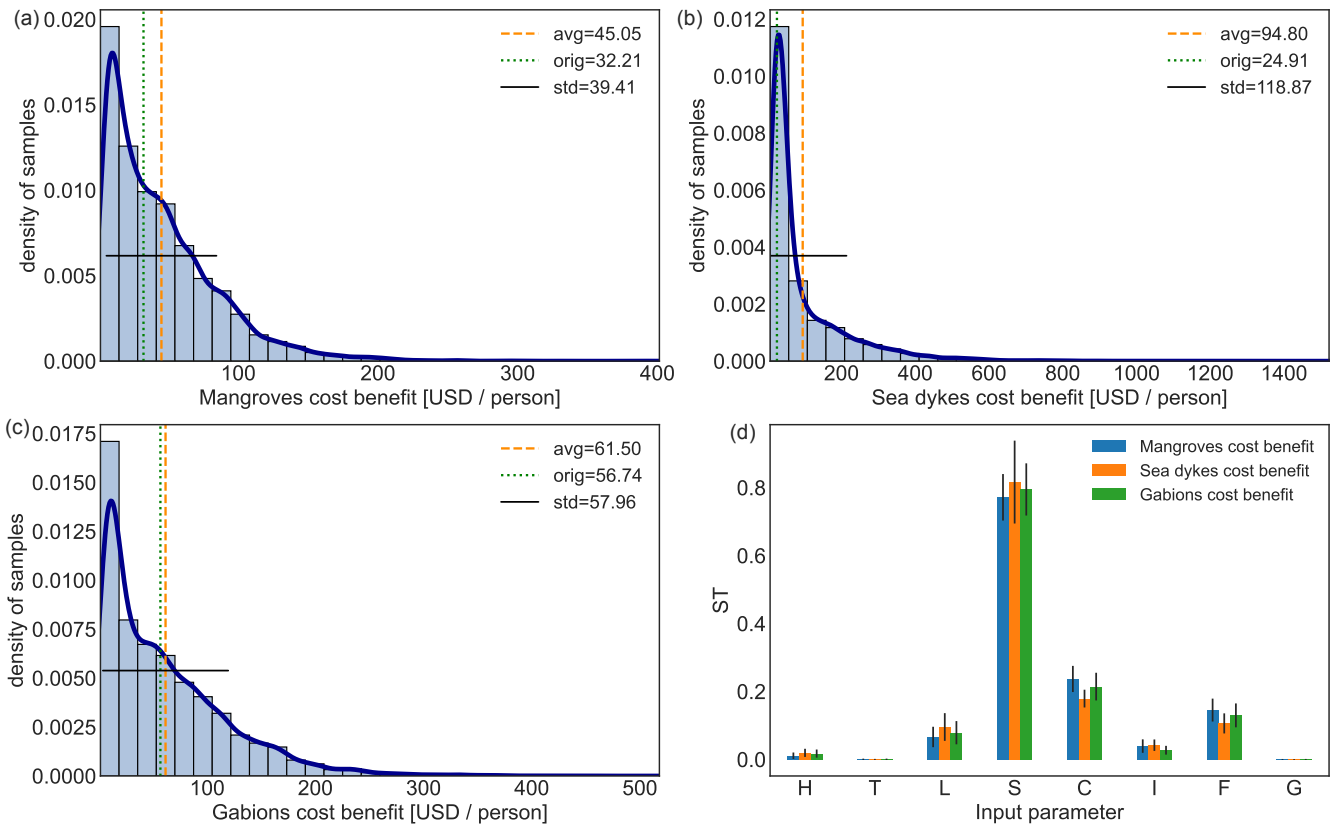 (a)
0.020
0.015
0.010
0.005
0.000
density of samples
avg=45.05
orig=32.21
std=39.41
100
200
300
400
Mangroves cost benefit [USD / person]
(b)
0.012
0.010
0.008
0.006
0.004
0.002
0.000
density of samples
avg=94.80
orig=24.91
std=118.87
200
400
600
800
1000
1200
1400
Sea dykes cost benefit [USD / person]
(c)
0.0175
0.0150
0.0125
0.0100
0.0075
0.0050
0.0025
0.0000
density of samples
avg=61.50
orig=56.74
std=57.96
100
200
300
400
500
Gabions cost benefit [USD / person]
(d)
0.8
0.6
0.4
0.2
0.0
ST
Mangroves cost benefit
Sea dykes cost benefit
Gabions cost benefit
H
T
L
S
C
I
F
G
Input parameter